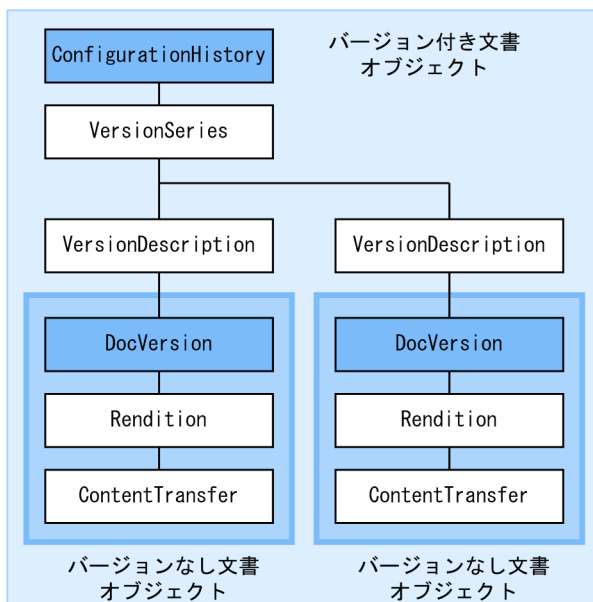 ConfigurationHistory
バージョン付き文書
オブジェクト
VersionSeries
VersionDescription
VersionDescription
DocVersion
DocVersion
Rendition
Rendition
ContentTransfer
ContentTransfer
バージョンなし文書
オブジェクト
バージョンなし文書
オブジェクト